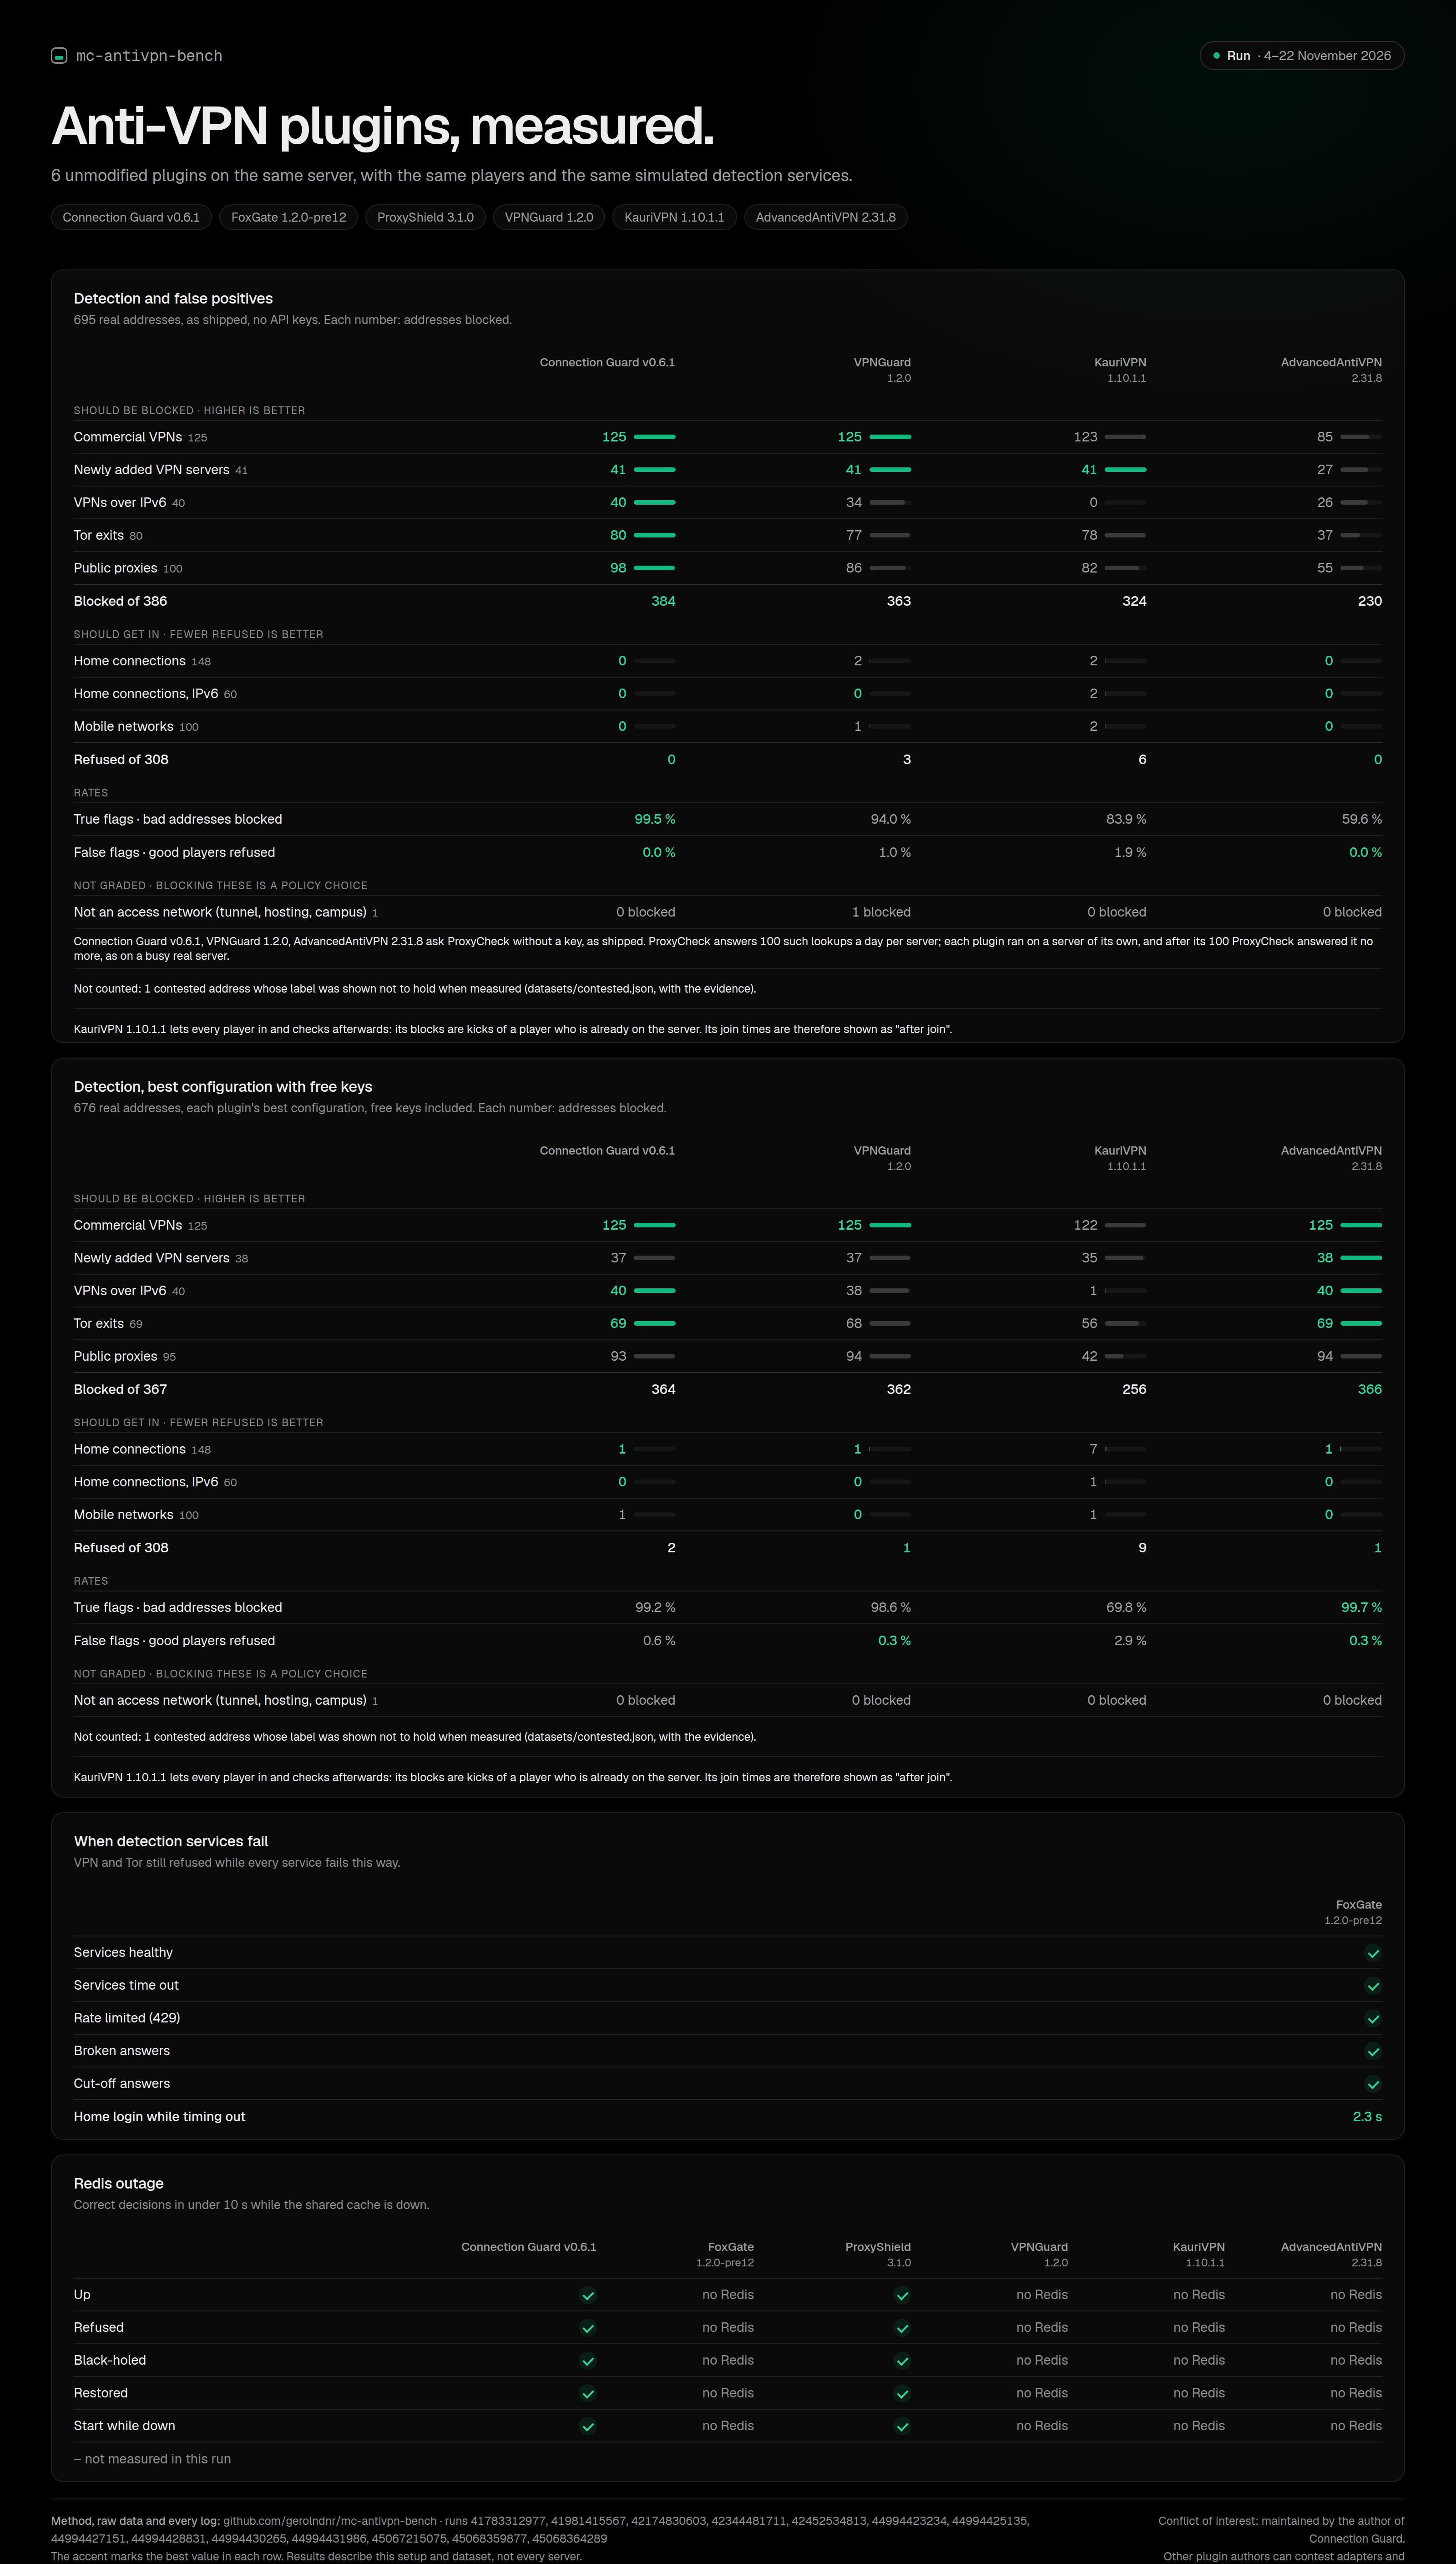 mc-antivpn-bench
Run · 4–22 November 2026
Anti-VPN plugins, measured.
6 unmodified plugins on the same server, with the same players and the same simulated detection services.
Connection Guard v0.6.1 FoxGate 1.2.0-pre12 ProxyShield 3.1.0 VPNGuard 1.2.0 KauriVPN 1.10.1.1 AdvancedAntiVPN 2.31.8
Detection and false positives
695 real addresses, as shipped, no API keys. Each number: addresses blocked.
Connection Guard v0.6.1 VPNGuard KauriVPN AdvancedAntiVPN
1.2.0 1.10.1.1 2.31.8
SHOULD BE BLOCKED · HIGHER IS BETTER
Commercial VPNs 125 125 125 123 85
Newly added VPN servers 41 41 41 41 27
VPNs over IPv6 40 40 34 0 26
Tor exits 80 80 77 78 37
Public proxies 100 98 86 82 55
Blocked of 386 384 363 324 230
SHOULD GET IN · FEWER REFUSED IS BETTER
Home connections 148 0 2 2 0
Home connections, IPv6 60 0 0 2 0
Mobile networks 100 0 1 2 0
Refused of 308 0 3 6 0
RATES
True flags · bad addresses blocked 99.5 % 94.0 % 83.9 % 59.6 %
False flags · good players refused 0.0 % 1.0 % 1.9 % 0.0 %
NOT GRADED · BLOCKING THESE IS A POLICY CHOICE
Not an access network (tunnel, hosting, campus) 1 0 blocked 1 blocked 0 blocked 0 blocked
Connection Guard v0.6.1, VPNGuard 1.2.0, AdvancedAntiVPN 2.31.8 ask ProxyCheck without a key, as shipped. ProxyCheck answers 100 such lookups a day per server; each plugin ran on a server of its own, and after its 100 ProxyCheck answered it no
more, as on a busy real server.
Not counted: 1 contested address whose label was shown not to hold when measured (datasets/contested.json, with the evidence).
KauriVPN 1.10.1.1 lets every player in and checks afterwards: its blocks are kicks of a player who is already on the server. Its join times are therefore shown as "after join".
Detection, best configuration with free keys
676 real addresses, each plugin's best configuration, free keys included. Each number: addresses blocked.
Connection Guard v0.6.1 VPNGuard KauriVPN AdvancedAntiVPN
1.2.0 1.10.1.1 2.31.8
SHOULD BE BLOCKED · HIGHER IS BETTER
Commercial VPNs 125 125 125 122 125
Newly added VPN servers 38 37 37 35 38
VPNs over IPv6 40 40 38 1 40
Tor exits 69 69 68 56 69
Public proxies 95 93 94 42 94
Blocked of 367 364 362 256 366
SHOULD GET IN · FEWER REFUSED IS BETTER
Home connections 148 1 1 7 1
Home connections, IPv6 60 0 0 1 0
Mobile networks 100 1 0 1 0
Refused of 308 2 1 9 1
RATES
True flags · bad addresses blocked 99.2 % 98.6 % 69.8 % 99.7 %
False flags · good players refused 0.6 % 0.3 % 2.9 % 0.3 %
NOT GRADED · BLOCKING THESE IS A POLICY CHOICE
Not an access network (tunnel, hosting, campus) 1 0 blocked 0 blocked 0 blocked 0 blocked
Not counted: 1 contested address whose label was shown not to hold when measured (datasets/contested.json, with the evidence).
KauriVPN 1.10.1.1 lets every player in and checks afterwards: its blocks are kicks of a player who is already on the server. Its join times are therefore shown as "after join".
When detection services fail
VPN and Tor still refused while every service fails this way.
FoxGate
1.2.0-pre12
Services healthy
Services time out
Rate limited (429)
Broken answers
Cut-off answers
Home login while timing out 2.3 s
Redis outage
Correct decisions in under 10 s while the shared cache is down.
Connection Guard v0.6.1 FoxGate ProxyShield VPNGuard KauriVPN AdvancedAntiVPN
1.2.0-pre12 3.1.0 1.2.0 1.10.1.1 2.31.8
Up no Redis no Redis no Redis no Redis
Refused no Redis no Redis no Redis no Redis
Black-holed no Redis no Redis no Redis no Redis
Restored no Redis no Redis no Redis no Redis
Start while down no Redis no Redis no Redis no Redis
– not measured in this run
Method, raw data and every log: github.com/gerolndnr/mc-antivpn-bench · runs 41783312977, 41981415567, 42174830603, 42344481711, 42452534813, 44994423234, 44994425135,
44994427151, 44994428831, 44994430265, 44994431986, 45067215075, 45068359877, 45068364289
The accent marks the best value in each row. Results describe this setup and dataset, not every server.
Conflict of interest: maintained by the author of
Connection Guard.
Other plugin authors can contest adapters and